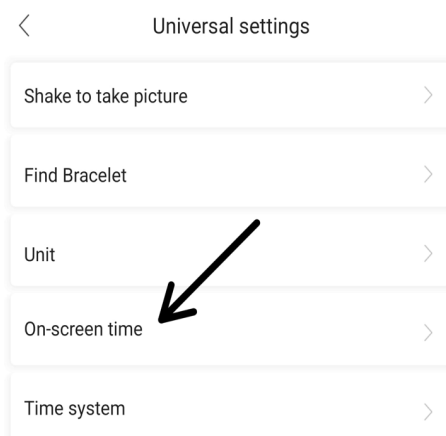 Universal settings
Shake to take picture
Find Bracelet
Unit
On-screen time
Time system